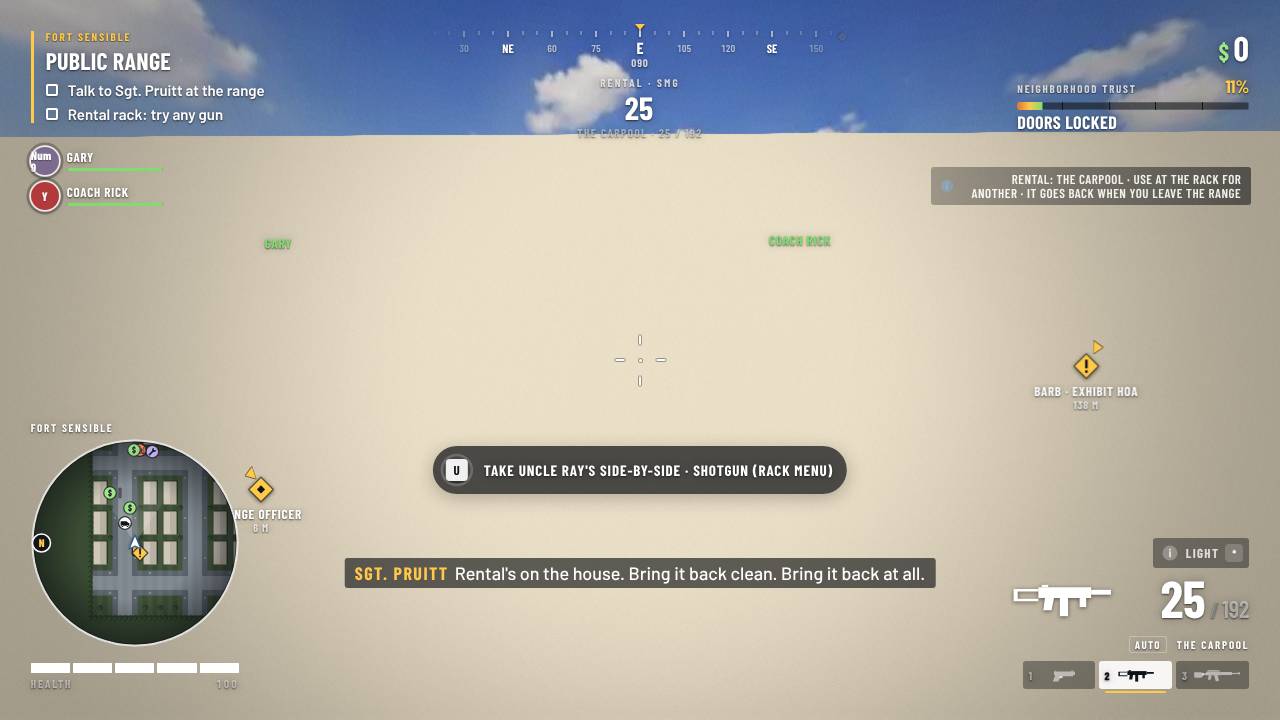 FORT SENSIBLE
PUBLIC RANGE
Talk to Sgt. Pruitt at the range
Rental rack: try any gun
30 NE 60 75 E 105 120 SE 150
090
RENTAL · SMG
25
THE CARPOOL · 25 / 192
$ 0
NEIGHBORHOOD TRUST 11%
DOORS LOCKED
Num 9 GARY
Y COACH RICK
RENTAL: THE CARPOOL · USE AT THE RACK FOR
ANOTHER · IT GOES BACK WHEN YOU LEAVE THE RANGE
GARY
COACH RICK
BARB · EXHIBIT HOA
138 M
FORT SENSIBLE
N
NGE OFFICER
6 M
U TAKE UNCLE RAY'S SIDE-BY-SIDE · SHOTGUN (RACK MENU)
SGT. PRUITT Rental's on the house. Bring it back clean. Bring it back at all.
LIGHT
25 / 192
AUTO THE CARPOOL
1 2 3
HEALTH 100